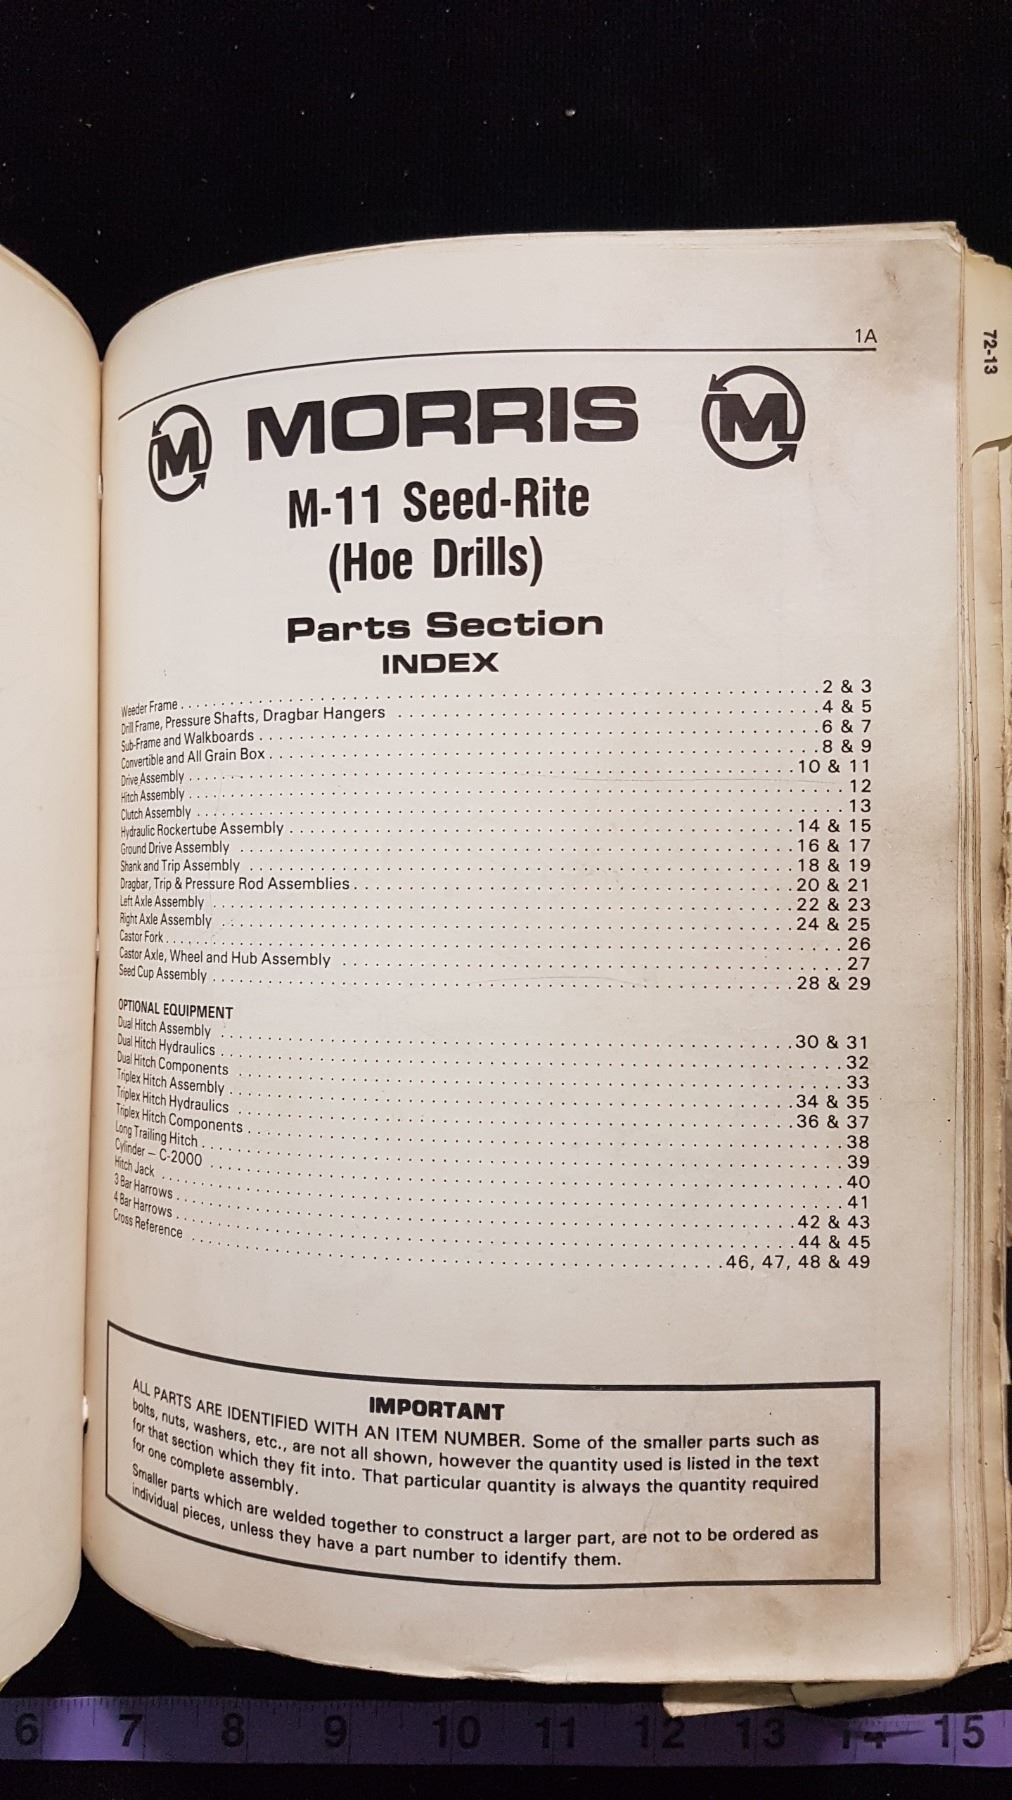 1A
72-13
M MORRIS M
M-11 Seed-Rite
(Hoe Drills)
Parts Section
INDEX
Weeder Frame . . . . . . . . . . 2 & 3
Drill Frame, Pressure Shafts, Dragbar Hangers . . . . . . . . . . 4 & 5
Sub-Frame and Walkboards . . . . . . . . . . 6 & 7
Convertible and All Grain Box . . . . . . . . . . 8 & 9
Drive Assembly . . . . . . . . . . 10 & 11
Hitch Assembly . . . . . . . . . . 12
Clutch Assembly . . . . . . . . . . 13
Hydraulic Rockertube Assembly . . . . . . . . . . 14 & 15
Ground Drive Assembly . . . . . . . . . . 16 & 17
Shank and Trip Assembly . . . . . . . . . . 18 & 19
Dragbar, Trip & Pressure Rod Assemblies . . . . . . . . . . 20 & 21
Left Axle Assembly . . . . . . . . . . 22 & 23
Right Axle Assembly . . . . . . . . . . 24 & 25
Castor Fork . . . . . . . . . . 26
Castor Axle, Wheel and Hub Assembly . . . . . . . . . . 27
Seed Cup Assembly . . . . . . . . . . 28 & 29
OPTIONAL EQUIPMENT
Dual Hitch Assembly . . . . . . . . . . 30 & 31
Dual Hitch Hydraulics . . . . . . . . . . 32
Dual Hitch Components . . . . . . . . . . 33
Triplex Hitch Assembly . . . . . . . . . . 34 & 35
Triplex Hitch Hydraulics . . . . . . . . . . 36 & 37
Triplex Hitch Components . . . . . . . . . . 38
Long Trailing Hitch . . . . . . . . . . 39
Cylinder – C-2000 . . . . . . . . . . 40
Hitch Jack . . . . . . . . . . 41
3 Bar Harrows . . . . . . . . . . 42 & 43
4 Bar Harrows . . . . . . . . . . 44 & 45
Cross Reference . . . . . . . . . . 46, 47, 48 & 49
IMPORTANT
ALL PARTS ARE IDENTIFIED WITH AN ITEM NUMBER. Some of the smaller parts such as
bolts, nuts, washers, etc., are not all shown, however the quantity used is listed in the text
for that section which they fit into. That particular quantity is always the quantity required
for one complete assembly.
Smaller parts which are welded together to construct a larger part, are not to be ordered as
individual pieces, unless they have a part number to identify them.
6 7 8 9 10 11 12 13 14 15